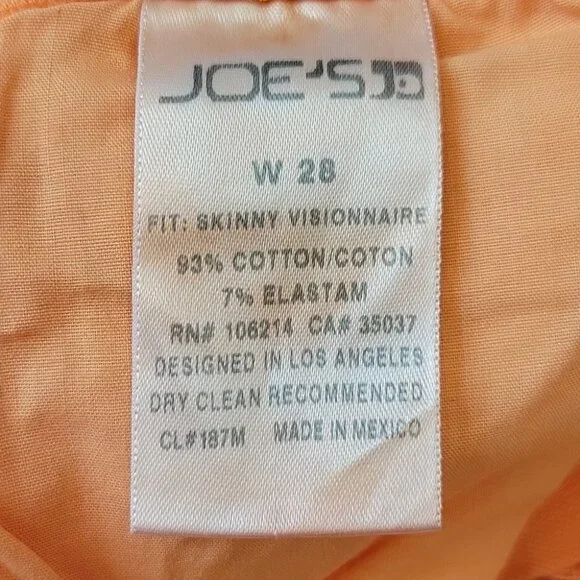 JOE'S JD
W 28
FIT: SKINNY VISIONNAIRE
93% COTTON/COTON
7% ELASTAM
RN# 106214 CA# 35037
DESIGNED IN LOS ANGELES
DRY CLEAN RECOMMENDED
CL#187M MADE IN MEXICO